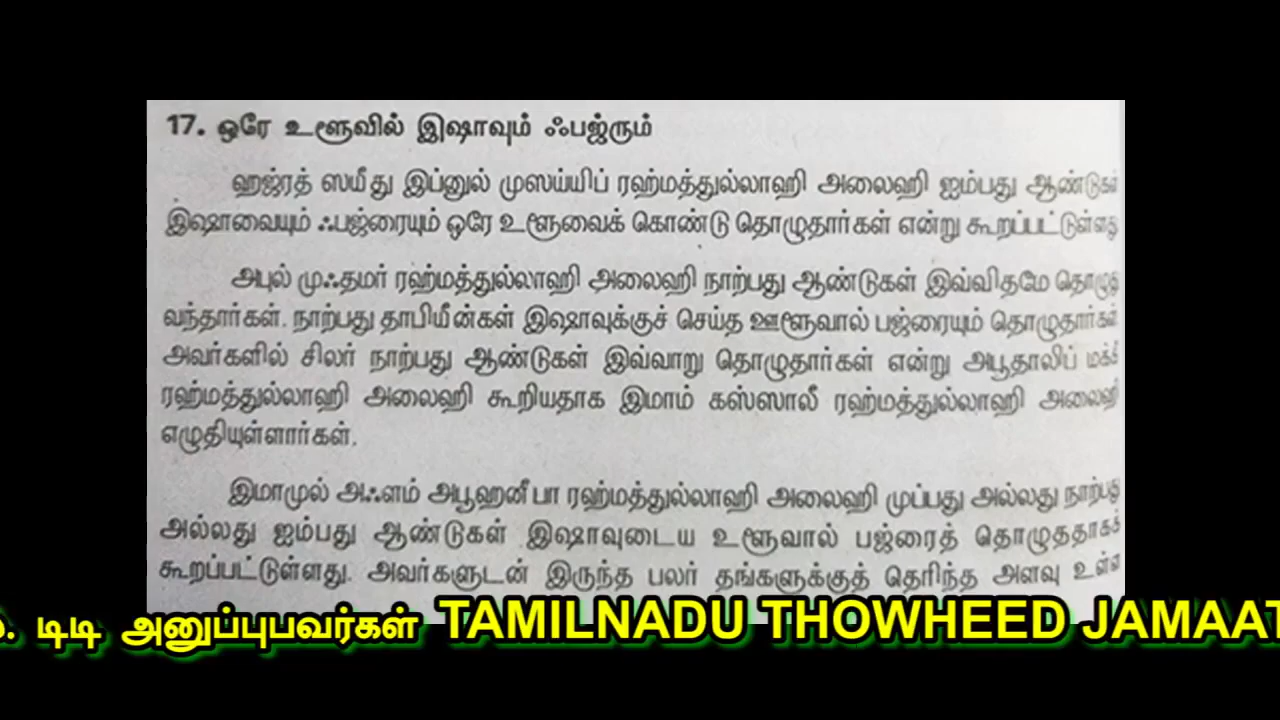 17. ஒரே உளூவில் இஷாவும் ஃபஜ்ரும்
ஹஜ்ரத் ஸயீது இப்னுல் முஸய்யிப் ரஹ்மத்துல்லாஹி அலைஹி ஐம்பது ஆண்டுகள்
இஷாவையும் ஃபஜ்ரையும் ஒரே உளூவைக் கொண்டு தொழுதார்கள் என்று கூறப்பட்டுள்ளது
அபுல் முஃதமர் ரஹ்மத்துல்லாஹி அலைஹி நாற்பது ஆண்டுகள் இவ்விதமே தொழுது
வந்தார்கள். நாற்பது தாபியீன்கள் இஷாவுக்குச் செய்த ஊளூவால் பஜ்ரையும் தொழுதார்கள்
அவர்களில் சிலர் நாற்பது ஆண்டுகள் இவ்வாறு தொழுதார்கள் என்று அபூதாலிப் மக்கீ
ரஹ்மத்துல்லாஹி அலைஹி கூறியதாக இமாம் கஸ்ஸாலீ ரஹ்மத்துல்லாஹி அலைஹி
எழுதியுள்ளார்கள்.
இமாமுல் அஃளம் அபூஹனீபா ரஹ்மத்துல்லாஹி அலைஹி முப்பது அல்லது நாற்பது
அல்லது ஐம்பது ஆண்டுகள் இஷாவுடைய உளூவால் பஜ்ரைத் தொழுததாகக்
கூறப்பட்டுள்ளது. அவர்களுடன் இருந்த பலர் தங்களுக்குத் தெரிந்த அளவு உள்ள
டிடி அனுப்புபவர்கள் TAMILNADU THOWHEED JAMAAT